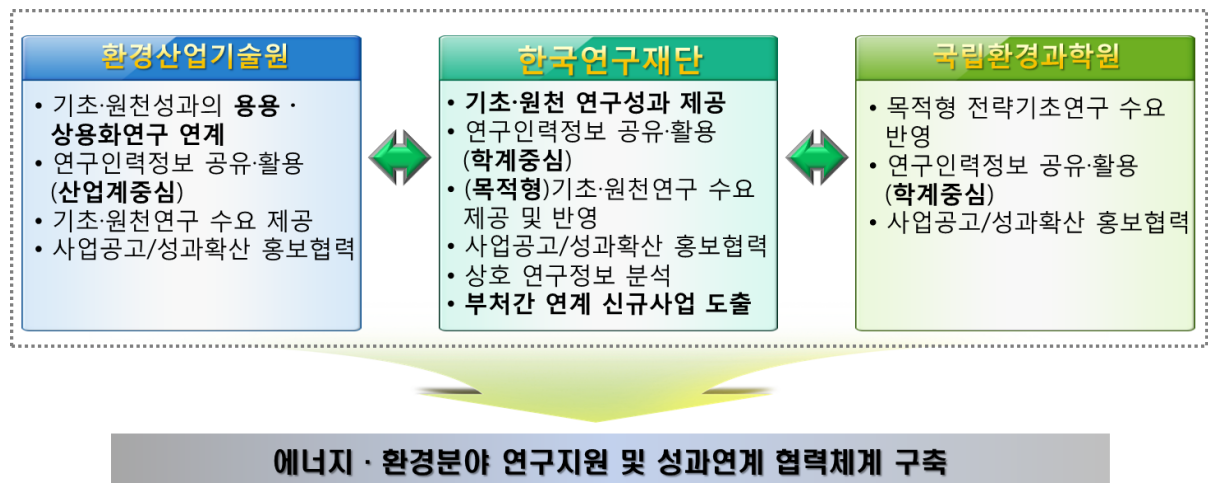 환경산업기술원
• 기초·원천성과의 용용 ·
상용화연구 연계
• 연구인력정보 공유·활용
(산업계중심)
• 기초·원천연구 수요 제공
• 사업공고/성과확산 홍보협력
한국연구재단
• 기초·원천 연구성과 제공
• 연구인력정보 공유·활용
(학계중심)
• (목적형)기초·원천연구 수요
제공 및 반영
• 사업공고/성과확산 홍보협력
• 상호 연구정보 분석
• 부처간 연계 신규사업 도출
국립환경과학원
• 목적형 전략기초연구 수요
반영
• 연구인력정보 공유·활용
(학계중심)
• 사업공고/성과확산 홍보협력
에너지 · 환경분야 연구지원 및 성과연계 협력체계 구축